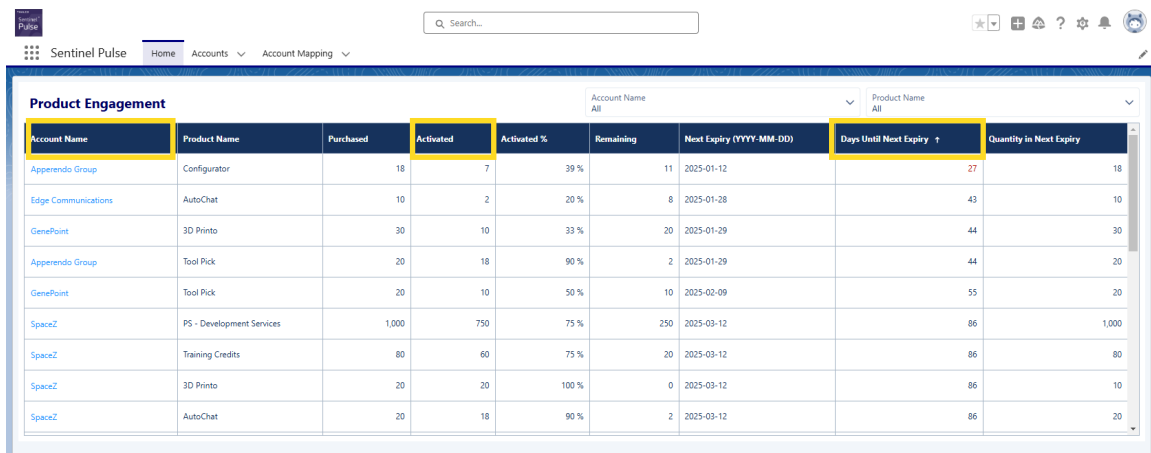 Sentinel
Pulse
Search...
Sentinel Pulse Home Accounts Account Mapping
Product Engagement
Account Name
All
Product Name
All
Account Name Product Name Purchased Activated Activated % Remaining Next Expiry (YYYY-MM-DD) Days Until Next Expiry ↑ Quantity in Next Expiry
Apperendo Group Configurator 18 7 39 % 11 2025-01-12 27 18
Edge Communications AutoChat 10 2 20 % 8 2025-01-28 43 10
GenePoint 3D Printo 30 10 33 % 20 2025-01-29 44 30
Apperendo Group Tool Pick 20 18 90 % 2 2025-01-29 44 20
GenePoint Tool Pick 20 10 50 % 10 2025-02-09 55 20
SpaceZ PS - Development Services 1,000 750 75 % 250 2025-03-12 86 1,000
SpaceZ Training Credits 80 60 75 % 20 2025-03-12 86 80
SpaceZ 3D Printo 20 20 100 % 0 2025-03-12 86 10
SpaceZ AutoChat 20 18 90 % 2 2025-03-12 86 20